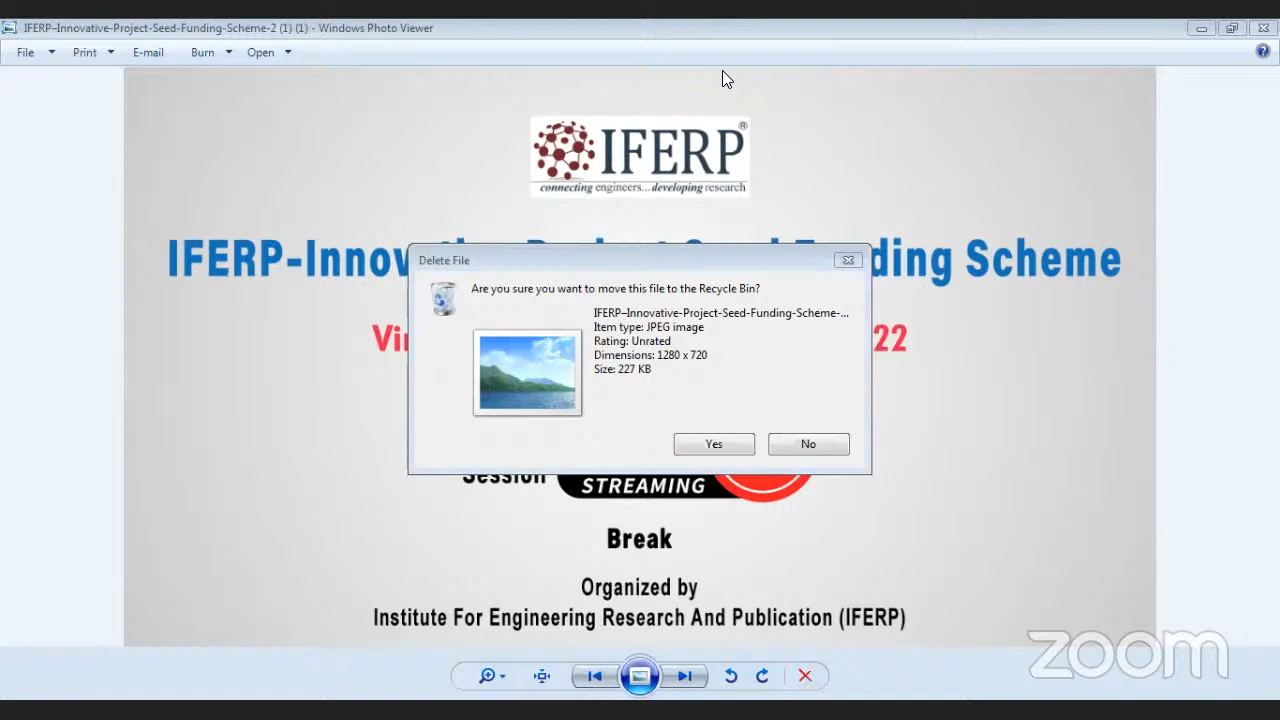 IFERP–Innovative-Project-Seed-Funding-Scheme-2 (1) (1) - Windows Photo Viewer
File Print E-mail Burn Open
IFERP®
connecting engineers...developing research
IFERP-Innov ding Scheme
Vir 22
Delete File
Are you sure you want to move this file to the Recycle Bin?
IFERP–Innovative-Project-Seed-Funding-Scheme-...
Item type: JPEG image
Rating: Unrated
Dimensions: 1280 x 720
Size: 227 KB
Yes No
Session STREAMING
Break
Organized by
Institute For Engineering Research And Publication (IFERP)
zoom